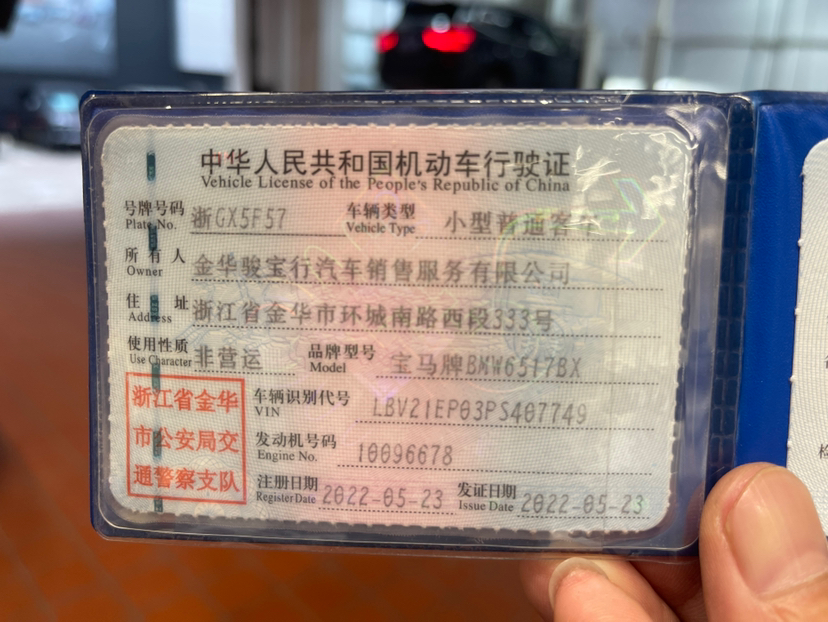 中华人民共和国机动车行驶证
Vehicle License of the People's Republic of China
号牌号码 浙GX5F57 车辆类型 小型普通客车
Plate No. Vehicle Type
所有人 金华骏宝行汽车销售服务有限公司
Owner
住址 浙江省金华市环城南路西段333号
Address
使用性质 非营运 品牌型号 宝马牌BMW6517BX
Use Character Model
浙江省金华
市公安局交
通警察支队
车辆识别代号 LBV21EP03PS407749
VIN
发动机号码 10096678
Engine No.
注册日期 2022-05-23 发证日期 2022-05-23
Register Date Issue Date